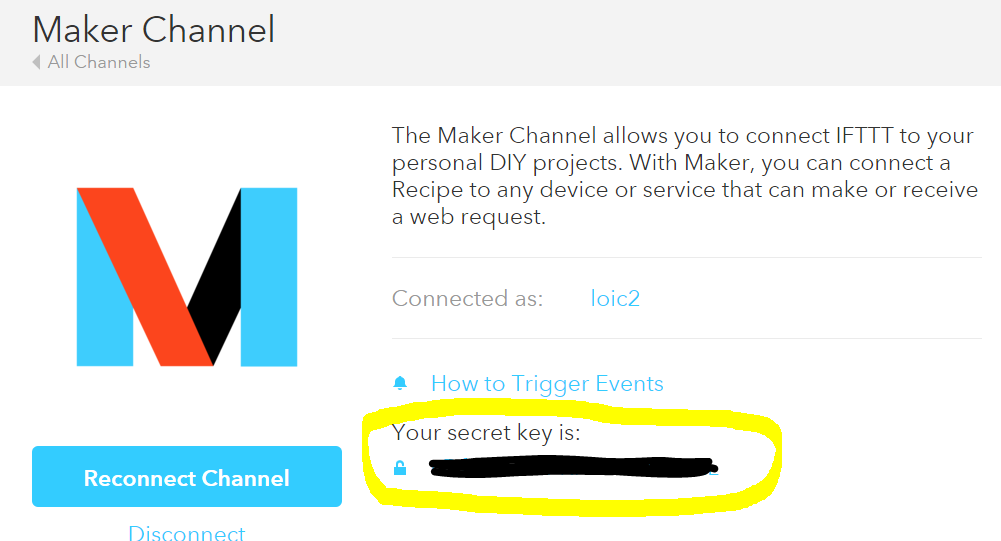 Maker Channel
All Channels
The Maker Channel allows you to connect IFTTT to your
personal DIY projects. With Maker, you can connect a
Recipe to any device or service that can make or receive
a web request.
Connected as: loic2
How to Trigger Events
Your secret key is:
Reconnect Channel
Disconnect